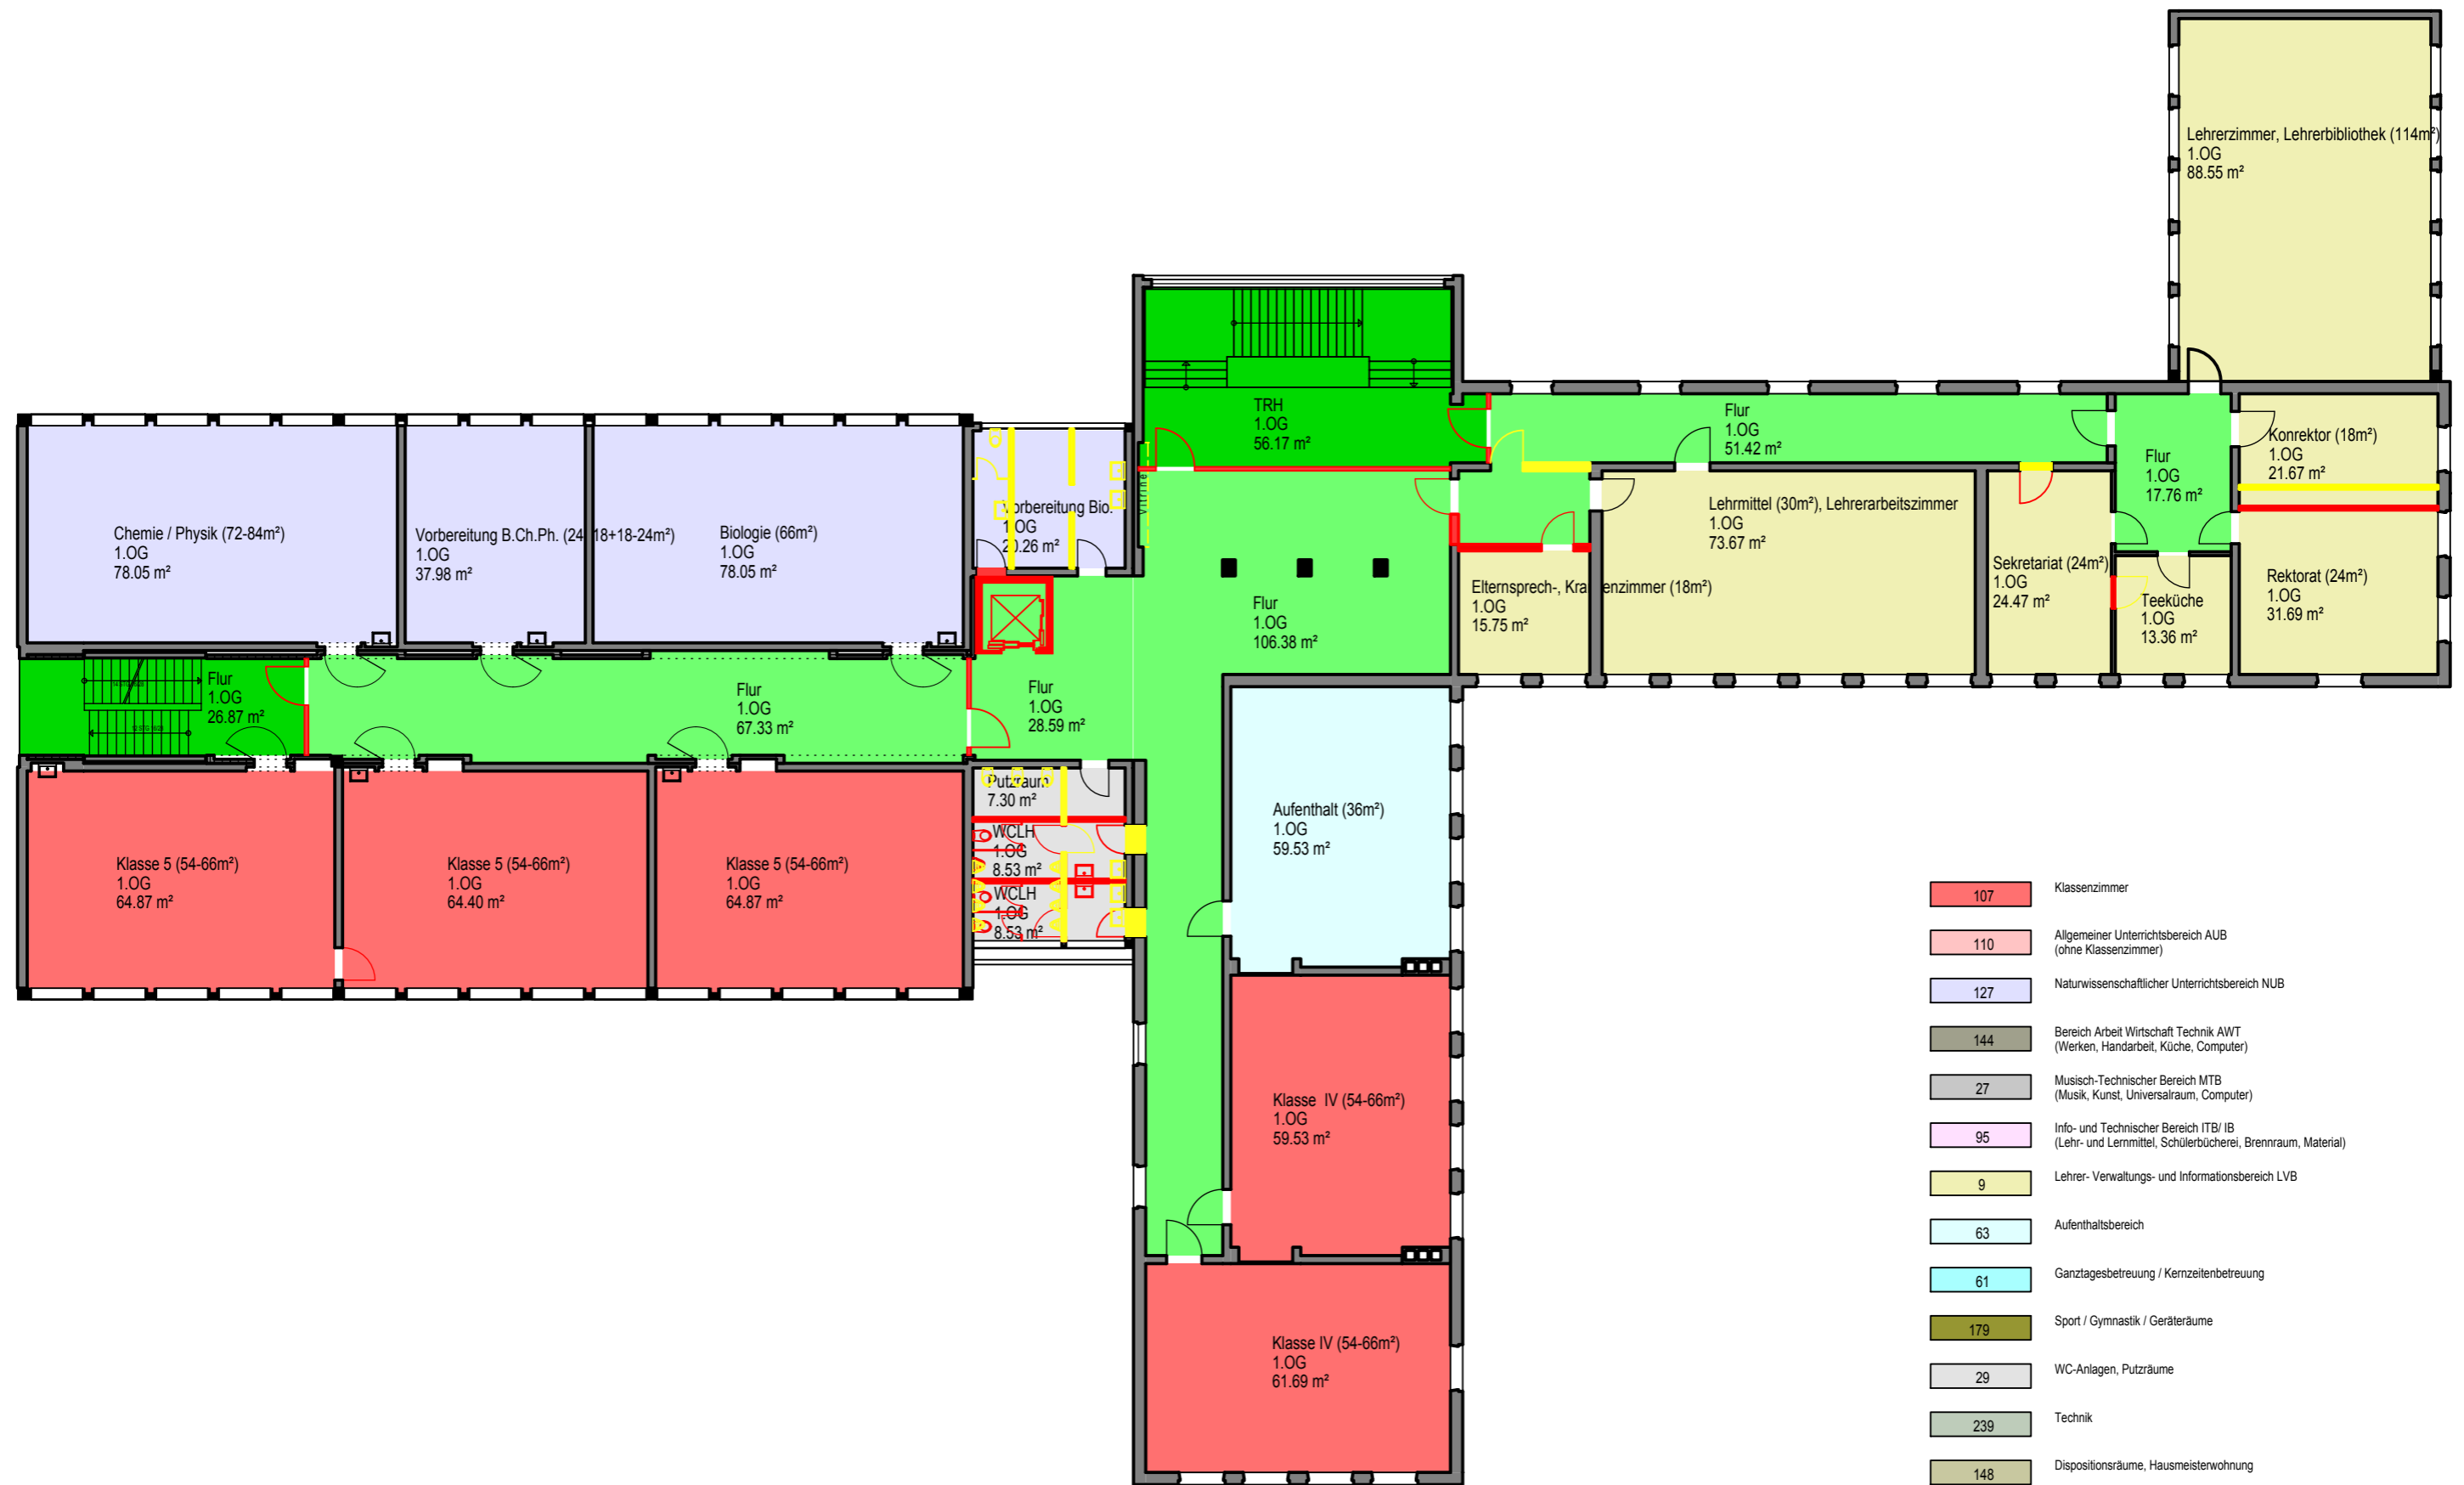 Lehrerzimmer, Lehrerbibliothek (114m²)
1.OG
88.55 m²
TRH
1.OG
56.17 m²
Flur
1.OG
51.42 m²
Konrektor (18m²)
1.OG
21.67 m²
Flur
1.OG
17.76 m²
Vitrine
Chemie / Physik (72-84m²)
1.OG
78.05 m²
Vorbereitung B.Ch.Ph. (24 18+18-24m²)
1.OG
37.98 m²
Biologie (66m²)
1.OG
78.05 m²
Vorbereitung Bio.
1.OG
20.26 m²
Lehrmittel (30m²), Lehrerarbeitszimmer
1.OG
73.67 m²
Sekretariat (24m²)
1.OG
24.47 m²
Elternsprech-, Krankenzimmer (18m²)
1.OG
15.75 m²
Teeküche
1.OG
13.36 m²
Rektorat (24m²)
1.OG
31.69 m²
Flur
1.OG
106.38 m²
Flur
1.OG
26.87 m²
Flur
1.OG
67.33 m²
Flur
1.OG
28.59 m²
Putzraum
7.30 m²
WCLH
1.OG
8.53 m²
WCLH
1.OG
8.53 m²
Aufenthalt (36m²)
1.OG
59.53 m²
Klasse 5 (54-66m²)
1.OG
64.87 m²
Klasse 5 (54-66m²)
1.OG
64.40 m²
Klasse 5 (54-66m²)
1.OG
64.87 m²
Klasse IV (54-66m²)
1.OG
59.53 m²
Klasse IV (54-66m²)
1.OG
61.69 m²
107 Klassenzimmer
110 Allgemeiner Unterrichtsbereich AUB
(ohne Klassenzimmer)
127 Naturwissenschaftlicher Unterrichtsbereich NUB
144 Bereich Arbeit Wirtschaft Technik AWT
(Werken, Handarbeit, Küche, Computer)
27 Musisch-Technischer Bereich MTB
(Musik, Kunst, Universalraum, Computer)
95 Info- und Technischer Bereich ITB/ IB
(Lehr- und Lernmittel, Schülerbücherei, Brennraum, Material)
9 Lehrer- Verwaltungs- und Informationsbereich LVB
63 Aufenthaltsbereich
61 Ganztagesbetreuung / Kernzeitenbetreuung
179 Sport / Gymnastik / Geräteräume
29 WC-Anlagen, Putzräume
239 Technik
148 Dispositionsräume, Hausmeisterwohnung